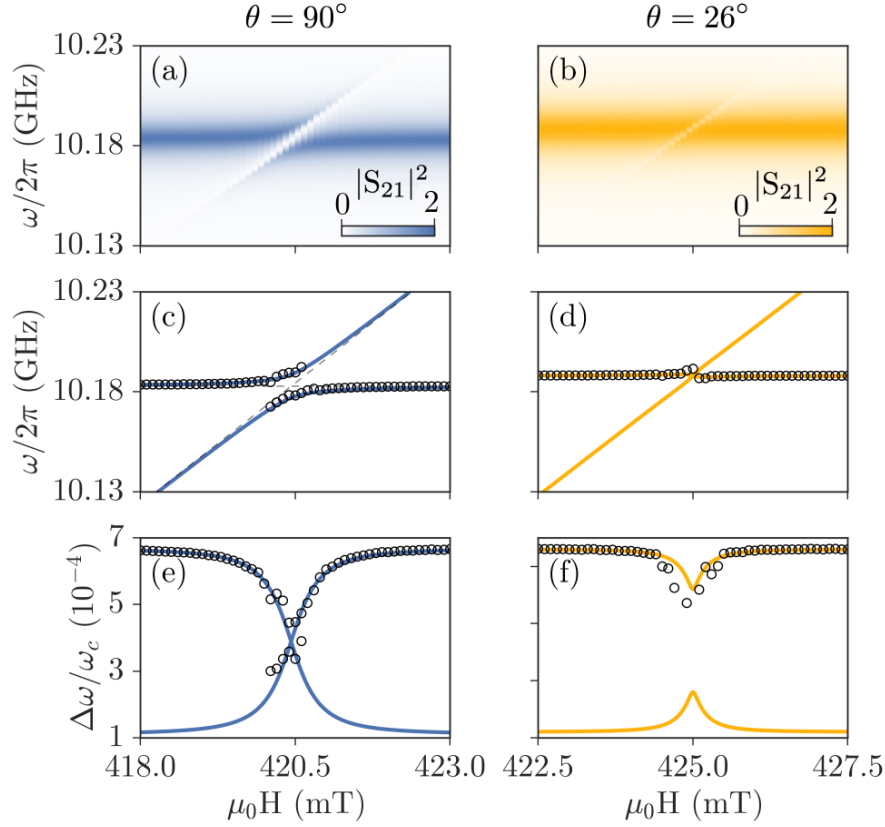 θ = 90° θ = 26°
10.23
(a) (b)
ω/2π (GHz)
10.18
|S21|² |S21|²
0 2 0 2
10.13
10.23
(c) (d)
ω/2π (GHz)
10.18
10.13
7
(e) (f)
Δω/ωc (10⁻⁴)
5
3
1
418.0 420.5 423.0 422.5 425.0 427.5
μ0H (mT) μ0H (mT)